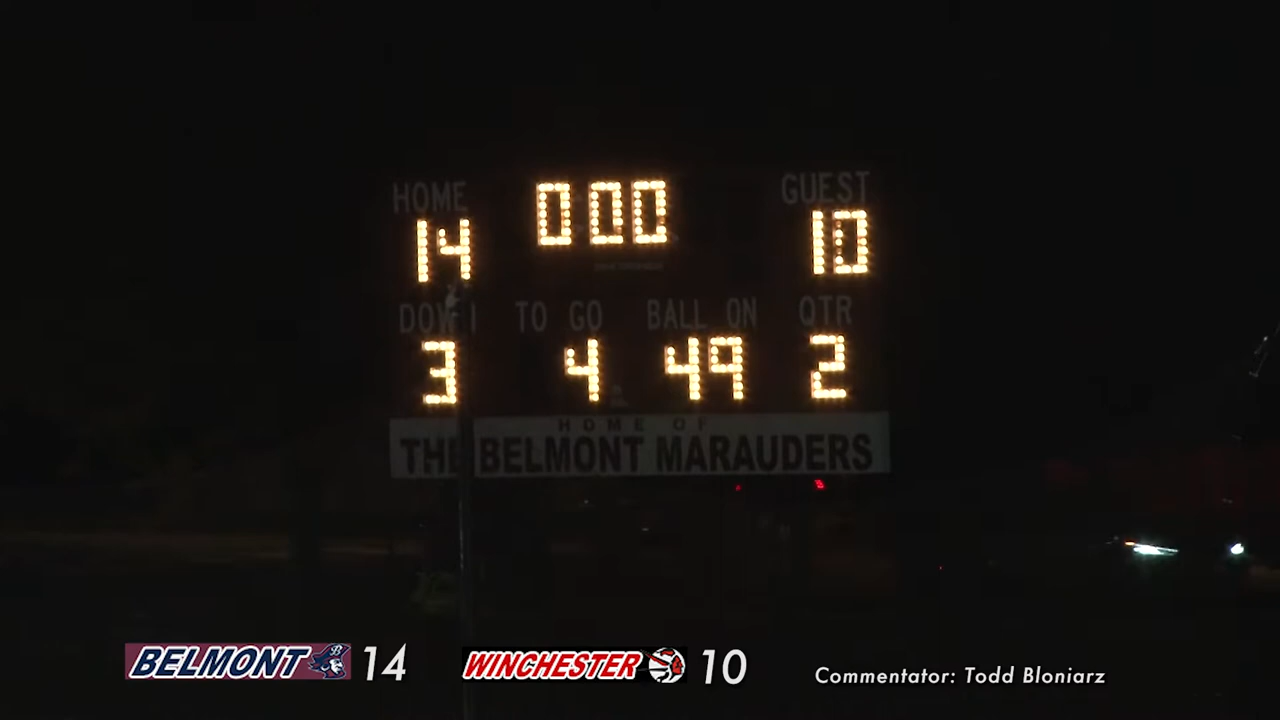 HOME 000 GUEST
14 10
DOWN TO GO BALL ON QTR
3 4 49 2
HOME OF
THE BELMONT MARAUDERS
BELMONT 14 WINCHESTER 10 Commentator: Todd Bloniarz